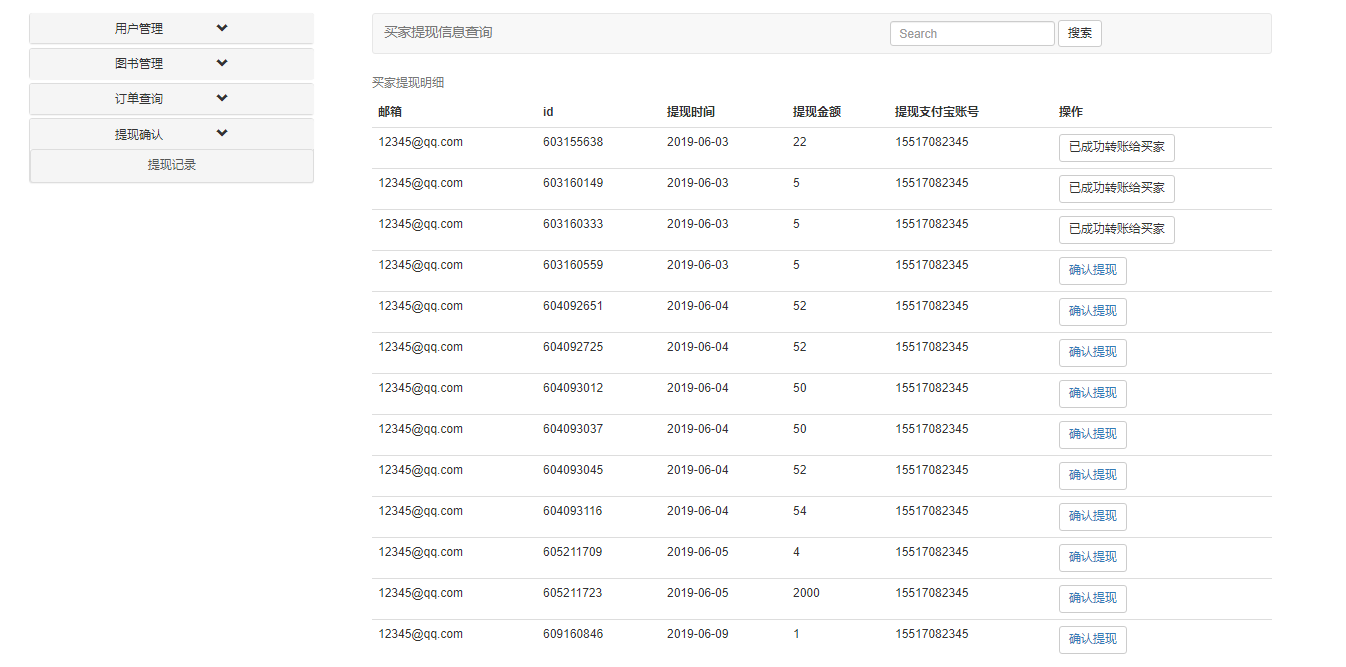 用户管理
图书管理
订单查询
提现确认
提现记录
买家提现信息查询 Search 搜索
买家提现明细
邮箱 id 提现时间 提现金额 提现支付宝账号 操作
12345@qq.com 603155638 2019-06-03 22 15517082345 已成功转账给买家
12345@qq.com 603160149 2019-06-03 5 15517082345 已成功转账给买家
12345@qq.com 603160333 2019-06-03 5 15517082345 已成功转账给买家
12345@qq.com 603160559 2019-06-03 5 15517082345 确认提现
12345@qq.com 604092651 2019-06-04 52 15517082345 确认提现
12345@qq.com 604092725 2019-06-04 52 15517082345 确认提现
12345@qq.com 604093012 2019-06-04 50 15517082345 确认提现
12345@qq.com 604093037 2019-06-04 50 15517082345 确认提现
12345@qq.com 604093045 2019-06-04 52 15517082345 确认提现
12345@qq.com 604093116 2019-06-04 54 15517082345 确认提现
12345@qq.com 605211709 2019-06-05 4 15517082345 确认提现
12345@qq.com 605211723 2019-06-05 2000 15517082345 确认提现
12345@qq.com 609160846 2019-06-09 1 15517082345 确认提现